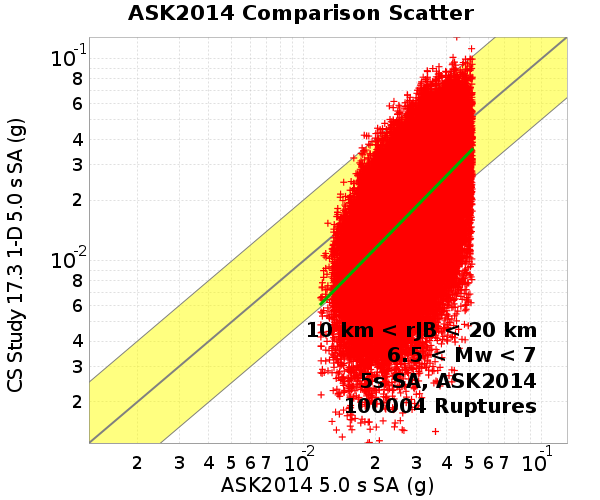 ASK2014 Comparison Scatter
CS Study 17.3 1-D 5.0 s SA (g)
10-1
8
6
4
3
2
10-2
8
6
4
3
2
10 km < rJB < 20 km
6.5 < Mw < 7
5s SA, ASK2014
100004 Ruptures
2 3 4 5 6 7 10-2 2 3 4 5 6 7 10-1
ASK2014 5.0 s SA (g)